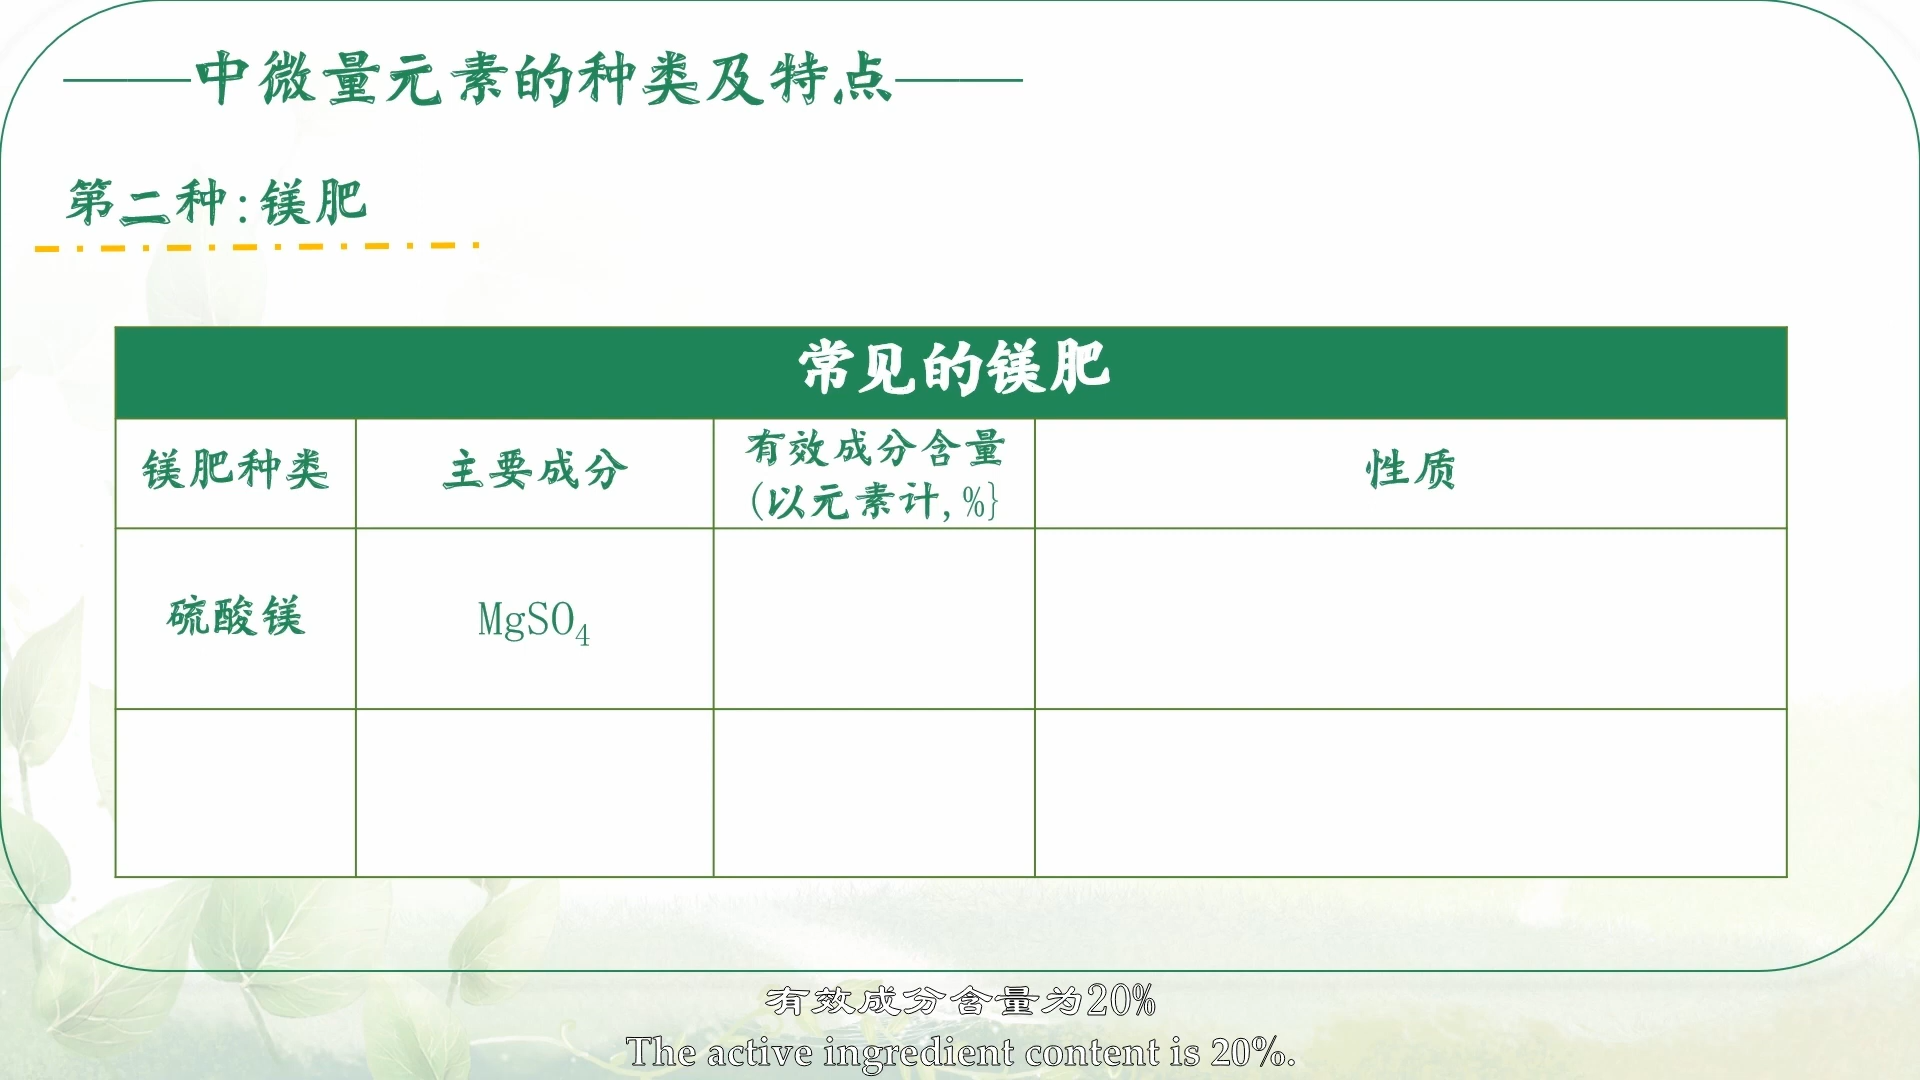 ——中微量元素的种类及特点——
第二种:镁肥
常见的镁肥
镁肥种类
主要成分
有效成分含量
(以元素计,%}
性质
硫酸镁
MgSO₄
有效成分含量为20%
The active ingredient content is 20%.